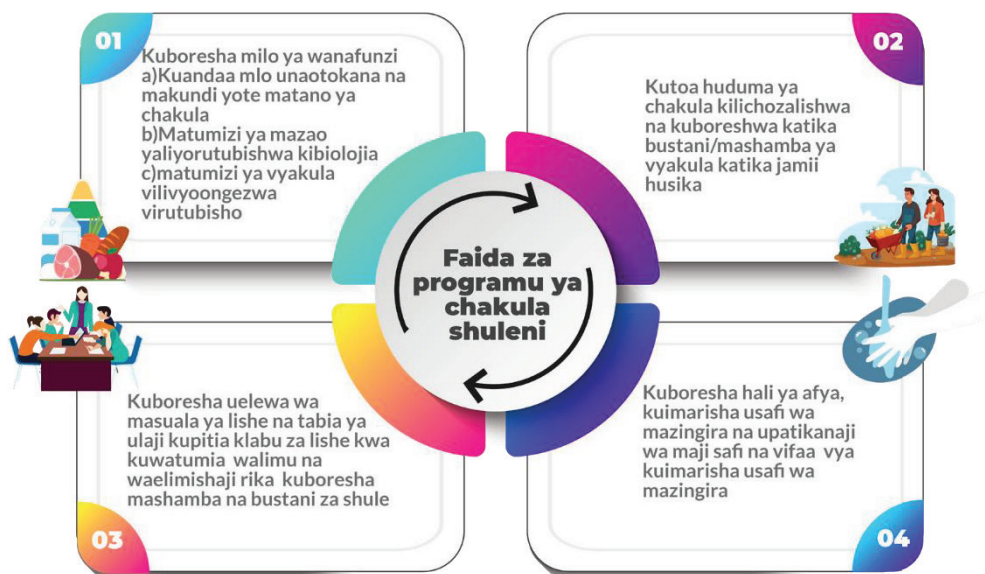 01
Kuboresha milo ya wanafunzi
a)Kuandaa mlo unaotokana na
makundi yote matano ya
chakula
b)Matumizi ya mazao
yaliyorutubishwa kibiolojia
c)matumizi ya vyakula
vilivyoongezwa
virutubisho
02
Kutoa huduma ya
chakula kilichozalishwa
na kuboreshwa katika
bustani/mashamba ya
vyakula katika jamii
husika
Faida za
programu ya
chakula
shuleni
Kuboresha uelewa wa
masuala ya lishe na tabia ya
ulaji kupitia klabu za lishe kwa
kuwatumia walimu na
waelimishaji rika kuboresha
mashamba na bustani za shule
03
Kuboresha hali ya afya,
kuimarisha usafi wa
mazingira na upatikanaji
wa maji safi na vifaa vya
kuimarisha usafi wa
mazingira
04